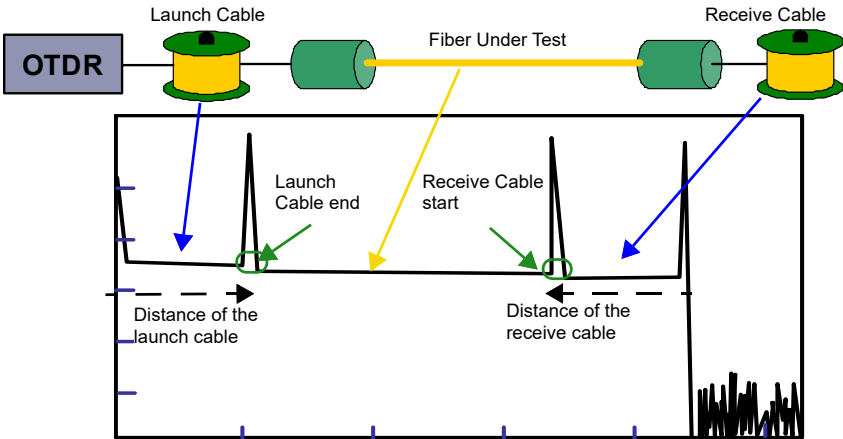 Launch Cable
Receive Cable
OTDR
Fiber Under Test
Launch
Cable end
Receive Cable
start
Distance of the
launch cable
Distance of the
receive cable